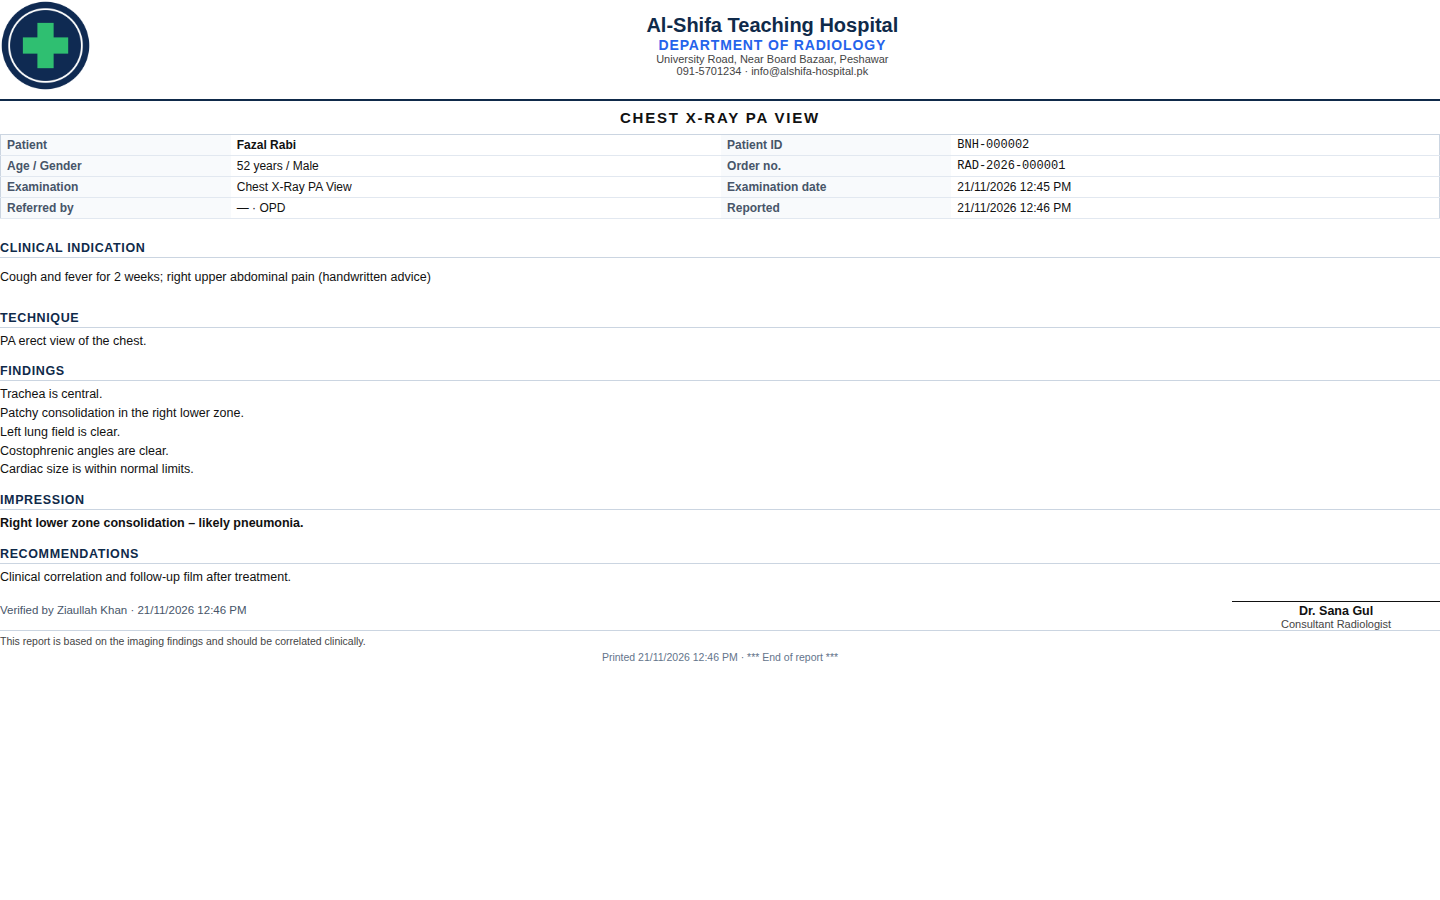 Al-Shifa Teaching Hospital
DEPARTMENT OF RADIOLOGY
University Road, Near Board Bazaar, Peshawar
091-5701234 · info@alshifa-hospital.pk
CHEST X-RAY PA VIEW
Patient Fazal Rabi Patient ID BNH-000002
Age / Gender 52 years / Male Order no. RAD-2026-000001
Examination Chest X-Ray PA View Examination date 21/11/2026 12:45 PM
Referred by — · OPD Reported 21/11/2026 12:46 PM
CLINICAL INDICATION
Cough and fever for 2 weeks; right upper abdominal pain (handwritten advice)
TECHNIQUE
PA erect view of the chest.
FINDINGS
Trachea is central.
Patchy consolidation in the right lower zone.
Left lung field is clear.
Costophrenic angles are clear.
Cardiac size is within normal limits.
IMPRESSION
Right lower zone consolidation – likely pneumonia.
RECOMMENDATIONS
Clinical correlation and follow-up film after treatment.
Verified by Ziaullah Khan · 21/11/2026 12:46 PM
Dr. Sana Gul
Consultant Radiologist
This report is based on the imaging findings and should be correlated clinically.
Printed 21/11/2026 12:46 PM · *** End of report ***